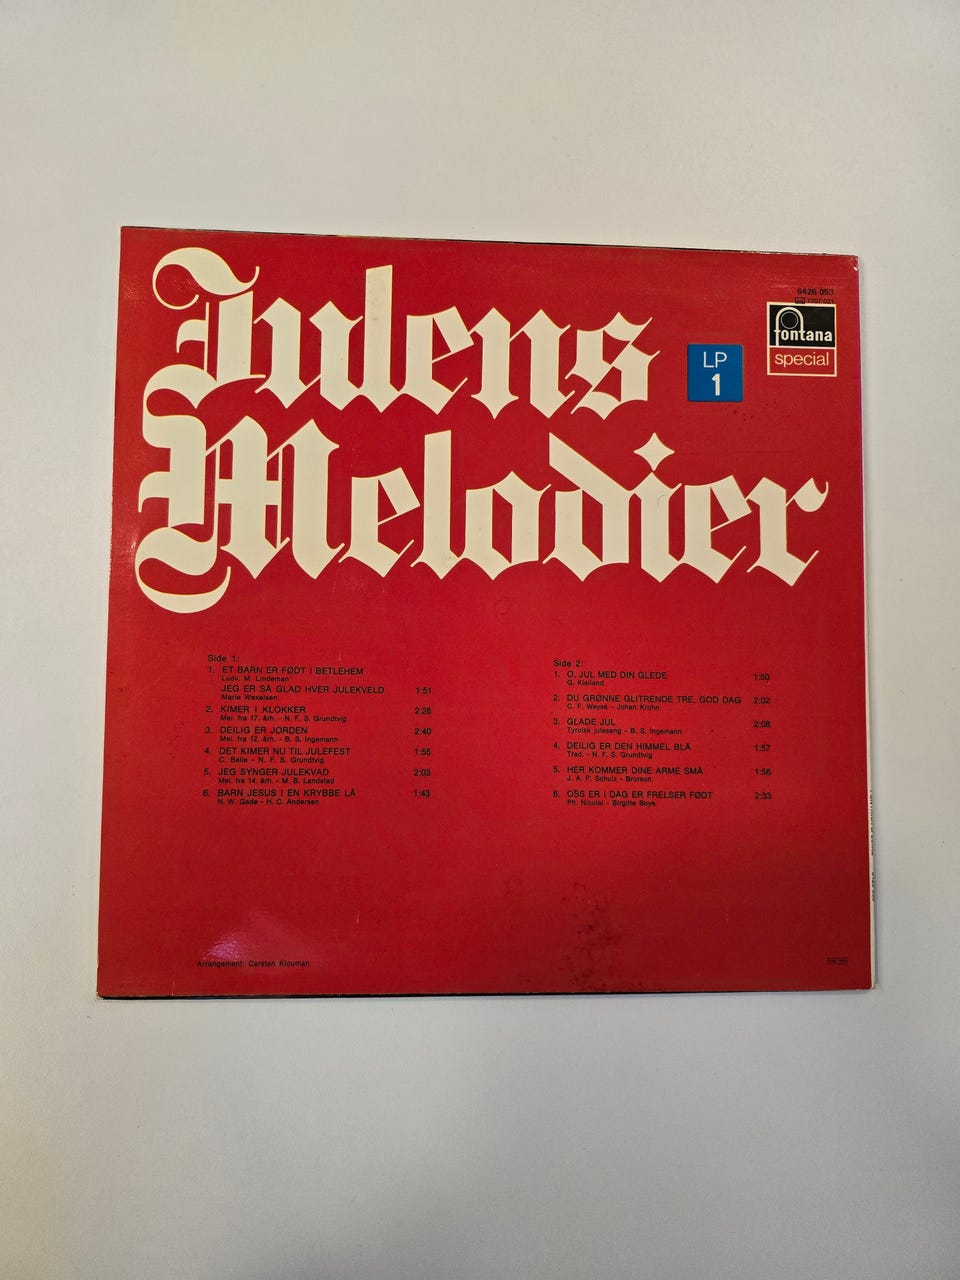 Julens
Melodier
6426 053
7207 021
fontana
special
LP
1
Side 1:
1. ET BARN ER FØDT I BETLEHEM
Ludv. M. Lindeman
JEG ER SÅ GLAD HVER JULEKVELD 1:51
Marie Wexelsen
2. KIMER I KLOKKER 2:26
Mel. fra 17. årh. - N. F. S. Grundtvig
3. DEILIG ER JORDEN 2:40
Mel. fra 12. årh. - B. S. Ingemann
4. DET KIMER NU TIL JULEFEST 1:55
C. Balle - N. F. S. Grundtvig
5. JEG SYNGER JULEKVAD 2:03
Mel. fra 14. årh. - M. B. Landstad
6. BARN JESUS I EN KRYBBE LÅ 1:43
N. W. Gade - H. C. Andersen
Side 2:
1. O, JUL MED DIN GLEDE 1:50
G. Kielland
2. DU GRØNNE GLITRENDE TRE, GOD DAG 2:02
C. F. Weyse - Johan Krohn
3. GLADE JUL 2:08
Tyrolsk julesang - B. S. Ingemann
4. DEILIG ER DEN HIMMEL BLÅ 1:57
Trad. - N. F. S. Grundtvig
5. HER KOMMER DINE ARME SMÅ 1:56
J. A. P. Schulz - Brorson
6. OSS ER I DAG ER FRELSER FØDT 2:33
Ph. Nicolai - Birgitte Boye
Arrangement: Carsten Klouman